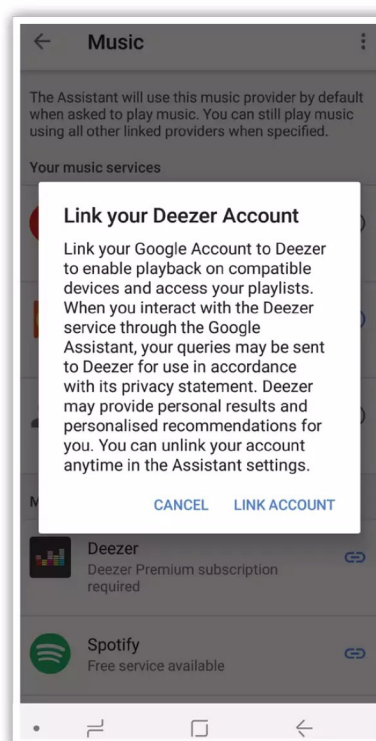 Music
The Assistant will use this music provider by default
when asked to play music. You can still play music
using all other linked providers when specified.
Your music services
Link your Deezer Account
Link your Google Account to Deezer
to enable playback on compatible
devices and access your playlists.
When you interact with the Deezer
service through the Google
Assistant, your queries may be sent
to Deezer for use in accordance
with its privacy statement. Deezer
may provide personal results and
personalised recommendations for
you. You can unlink your account
anytime in the Assistant settings.
CANCEL LINK ACCOUNT
Deezer
Deezer Premium subscription
required
Spotify
Free service available